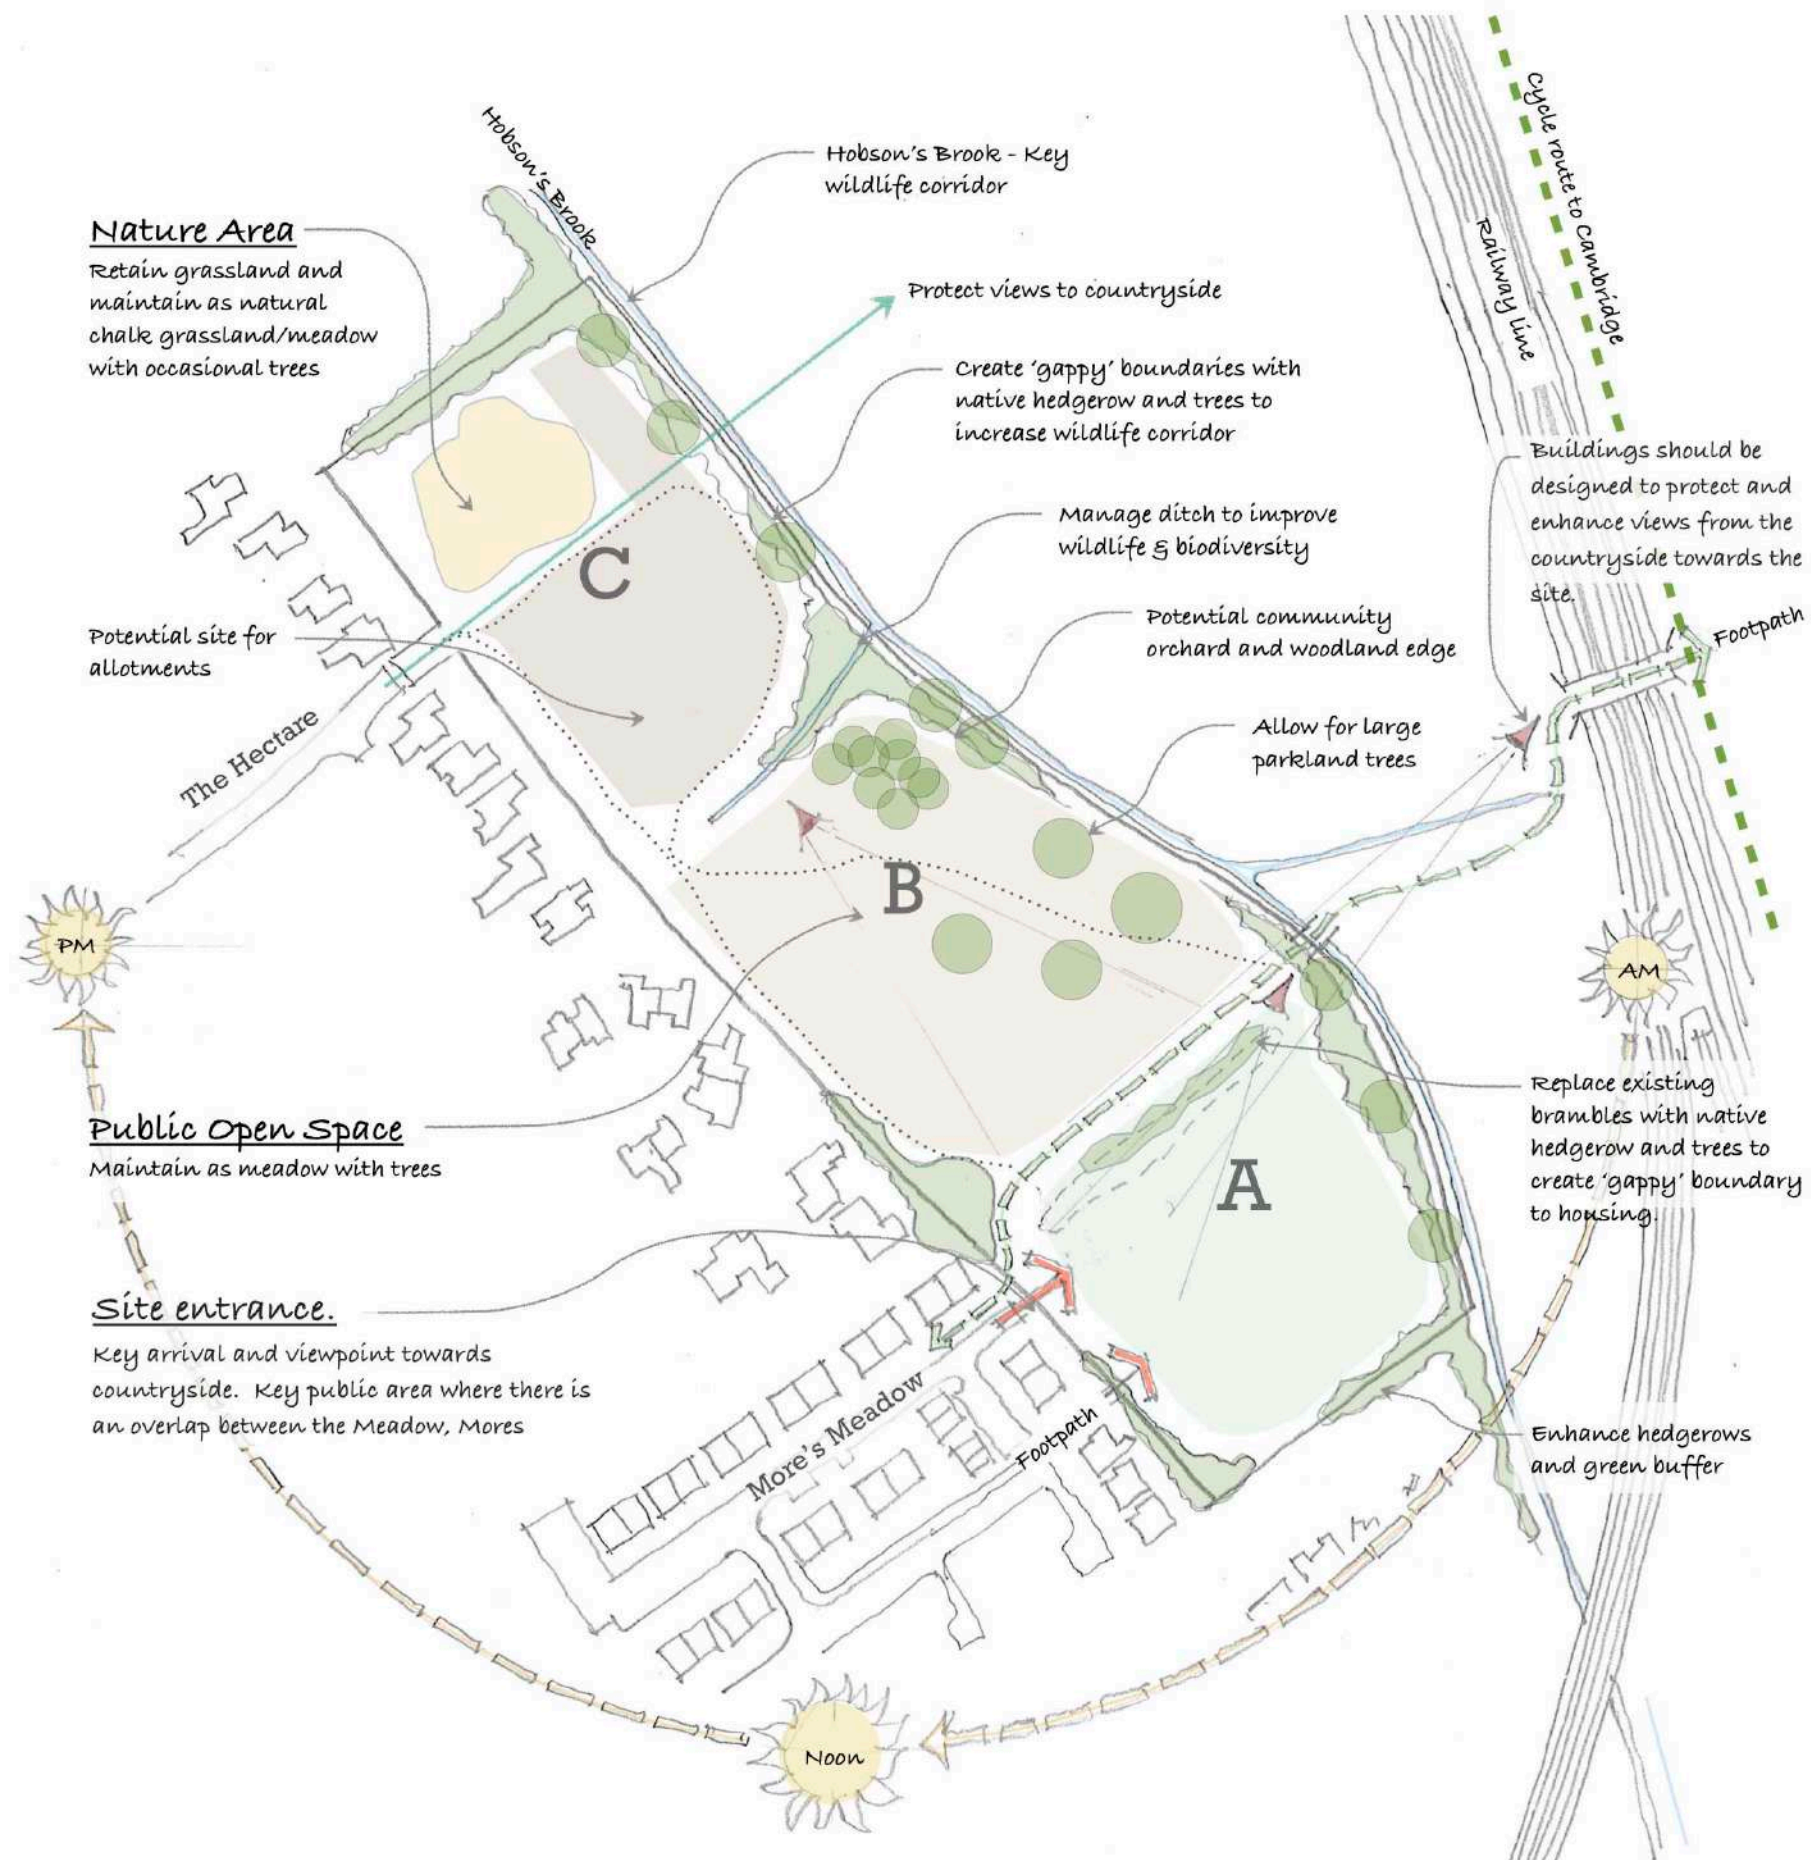 Hobson's Brook
Hobson's Brook - Key
wildlife corridor
Cycle route to Cambridge
Railway line
Nature Area
Retain grassland and
maintain as natural
chalk grassland/meadow
with occasional trees
Protect views to countryside
Create 'gappy' boundaries with
native hedgerow and trees to
increase wildlife corridor
Buildings should be
designed to protect and
enhance views from the
countryside towards the
site.
Manage ditch to improve
wildlife & biodiversity
C
Potential site for
allotments
Potential community
orchard and woodland edge
Footpath
The Hectare
Allow for large
parkland trees
B
PM
AM
Public Open Space
Maintain as meadow with trees
Replace existing
brambles with native
hedgerow and trees to
create 'gappy' boundary
to housing.
A
Site entrance.
Key arrival and viewpoint towards
countryside. Key public area where there is
an overlap between the Meadow, Mores
More's Meadow
Footpath
Enhance hedgerows
and green buffer
Noon